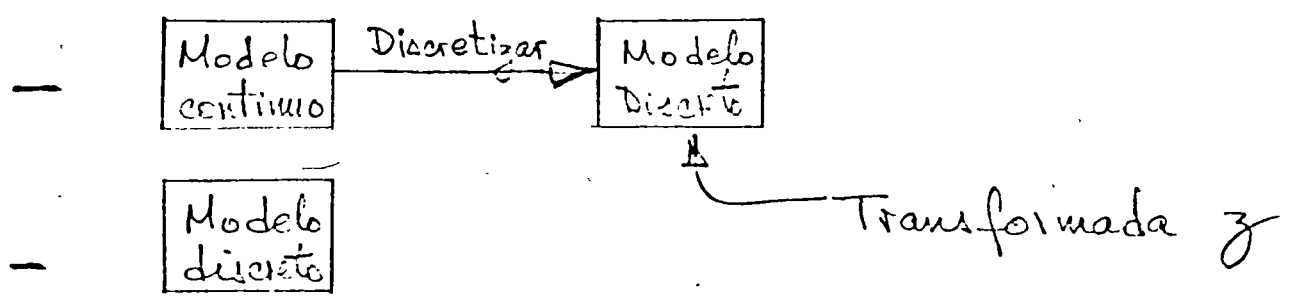 Modelo
continuo
Discretizar
Modelo
Discreto
Modelo
discreto
Transformada z